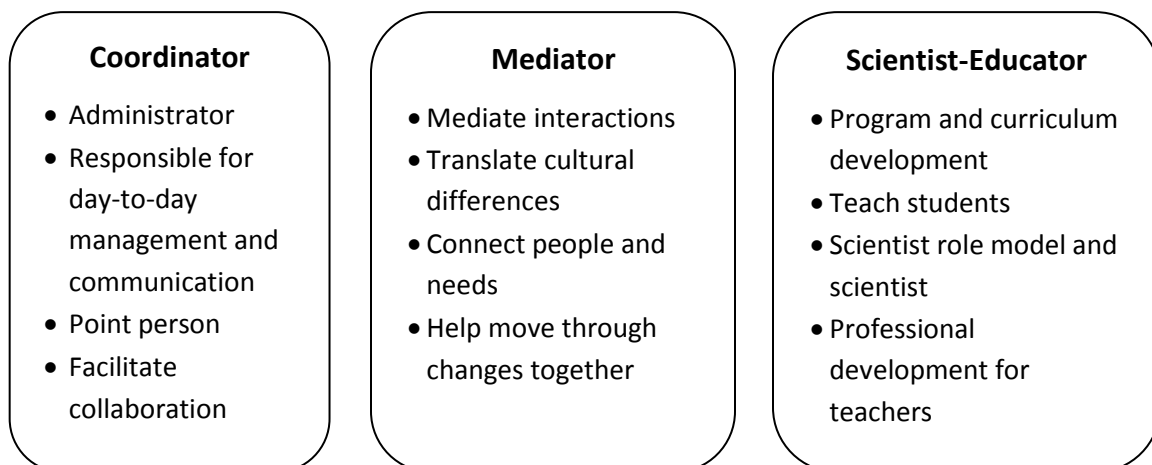 Coordinator
• Administrator
• Responsible for
day-to-day
management and
communication
• Point person
• Facilitate
collaboration
Mediator
• Mediate interactions
• Translate cultural
differences
• Connect people and
needs
• Help move through
changes together
Scientist-Educator
• Program and curriculum
development
• Teach students
• Scientist role model and
scientist
• Professional
development for
teachers